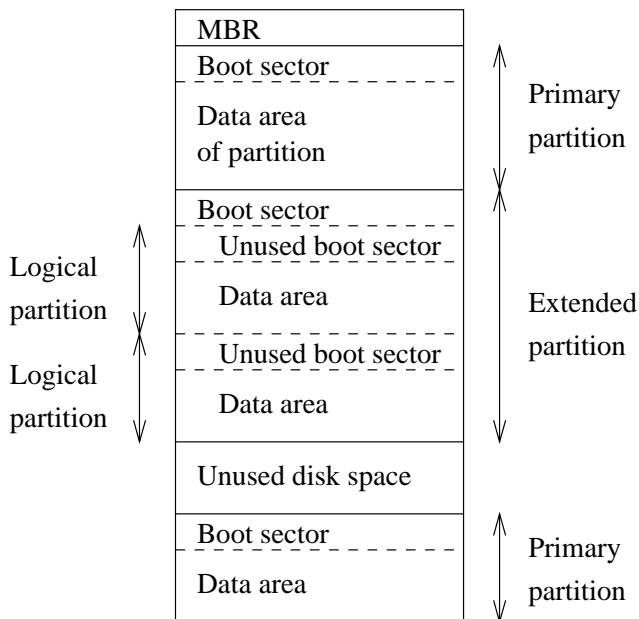 MBR
Boot sector
Data area
of partition
Primary
partition
Boot sector
Unused boot sector
Data area
Logical
partition
Unused boot sector
Data area
Logical
partition
Extended
partition
Unused disk space
Boot sector
Data area
Primary
partition